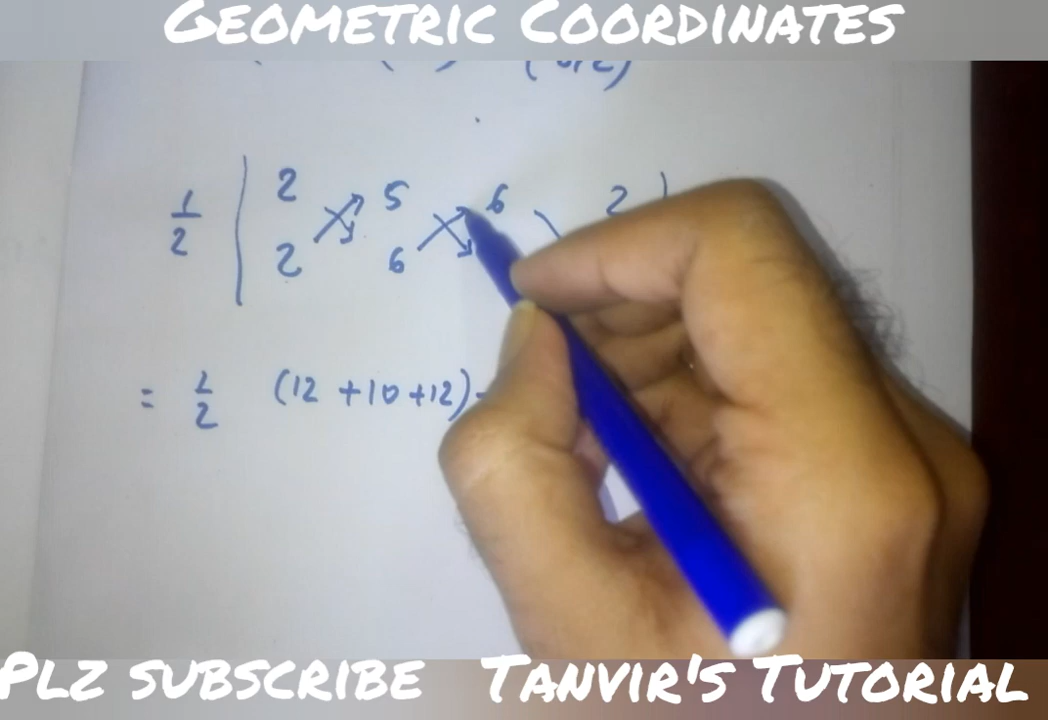 GEOMETRIC COORDINATES
1/2 | 2 5 6 2 |
2 6
= 1/2 (12 + 10 + 12) -
PLZ SUBSCRIBE TANVIR'S TUTORIAL